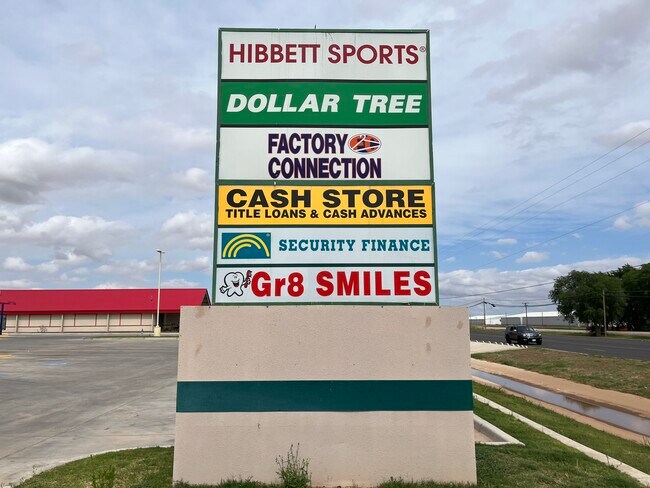 HIBBETT SPORTS®
DOLLAR TREE
FACTORY
CONNECTION
CASH STORE
TITLE LOANS & CASH ADVANCES
SECURITY FINANCE
Gr8 SMILES